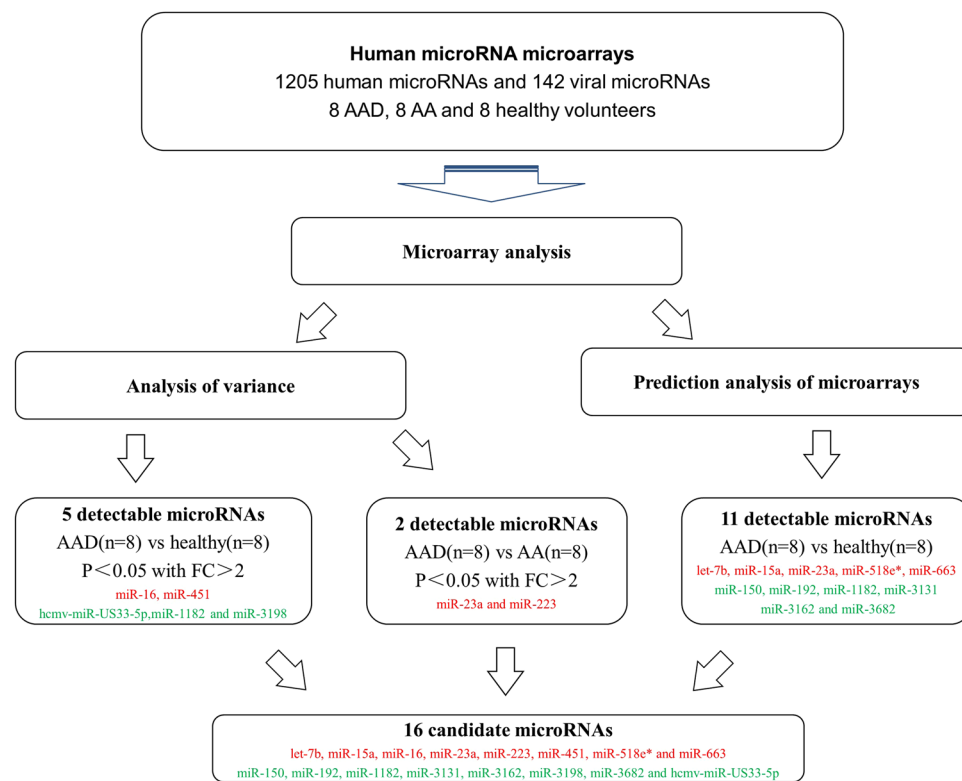 Human microRNA microarrays
1205 human microRNAs and 142 viral microRNAs
8 AAD, 8 AA and 8 healthy volunteers
Microarray analysis
Analysis of variance
Prediction analysis of microarrays
5 detectable microRNAs
AAD(n=8) vs healthy(n=8)
P<0.05 with FC>2
miR-16, miR-451
hcmv-miR-US33-5p,miR-1182 and miR-3198
2 detectable microRNAs
AAD(n=8) vs AA(n=8)
P<0.05 with FC>2
miR-23a and miR-223
11 detectable microRNAs
AAD(n=8) vs healthy(n=8)
let-7b, miR-15a, miR-23a, miR-518e*, miR-663
miR-150, miR-192, miR-1182, miR-3131
miR-3162 and miR-3682
16 candidate microRNAs
let-7b, miR-15a, miR-16, miR-23a, miR-223, miR-451, miR-518e* and miR-663
miR-150, miR-192, miR-1182, miR-3131, miR-3162, miR-3198, miR-3682 and hcmv-miR-US33-5p